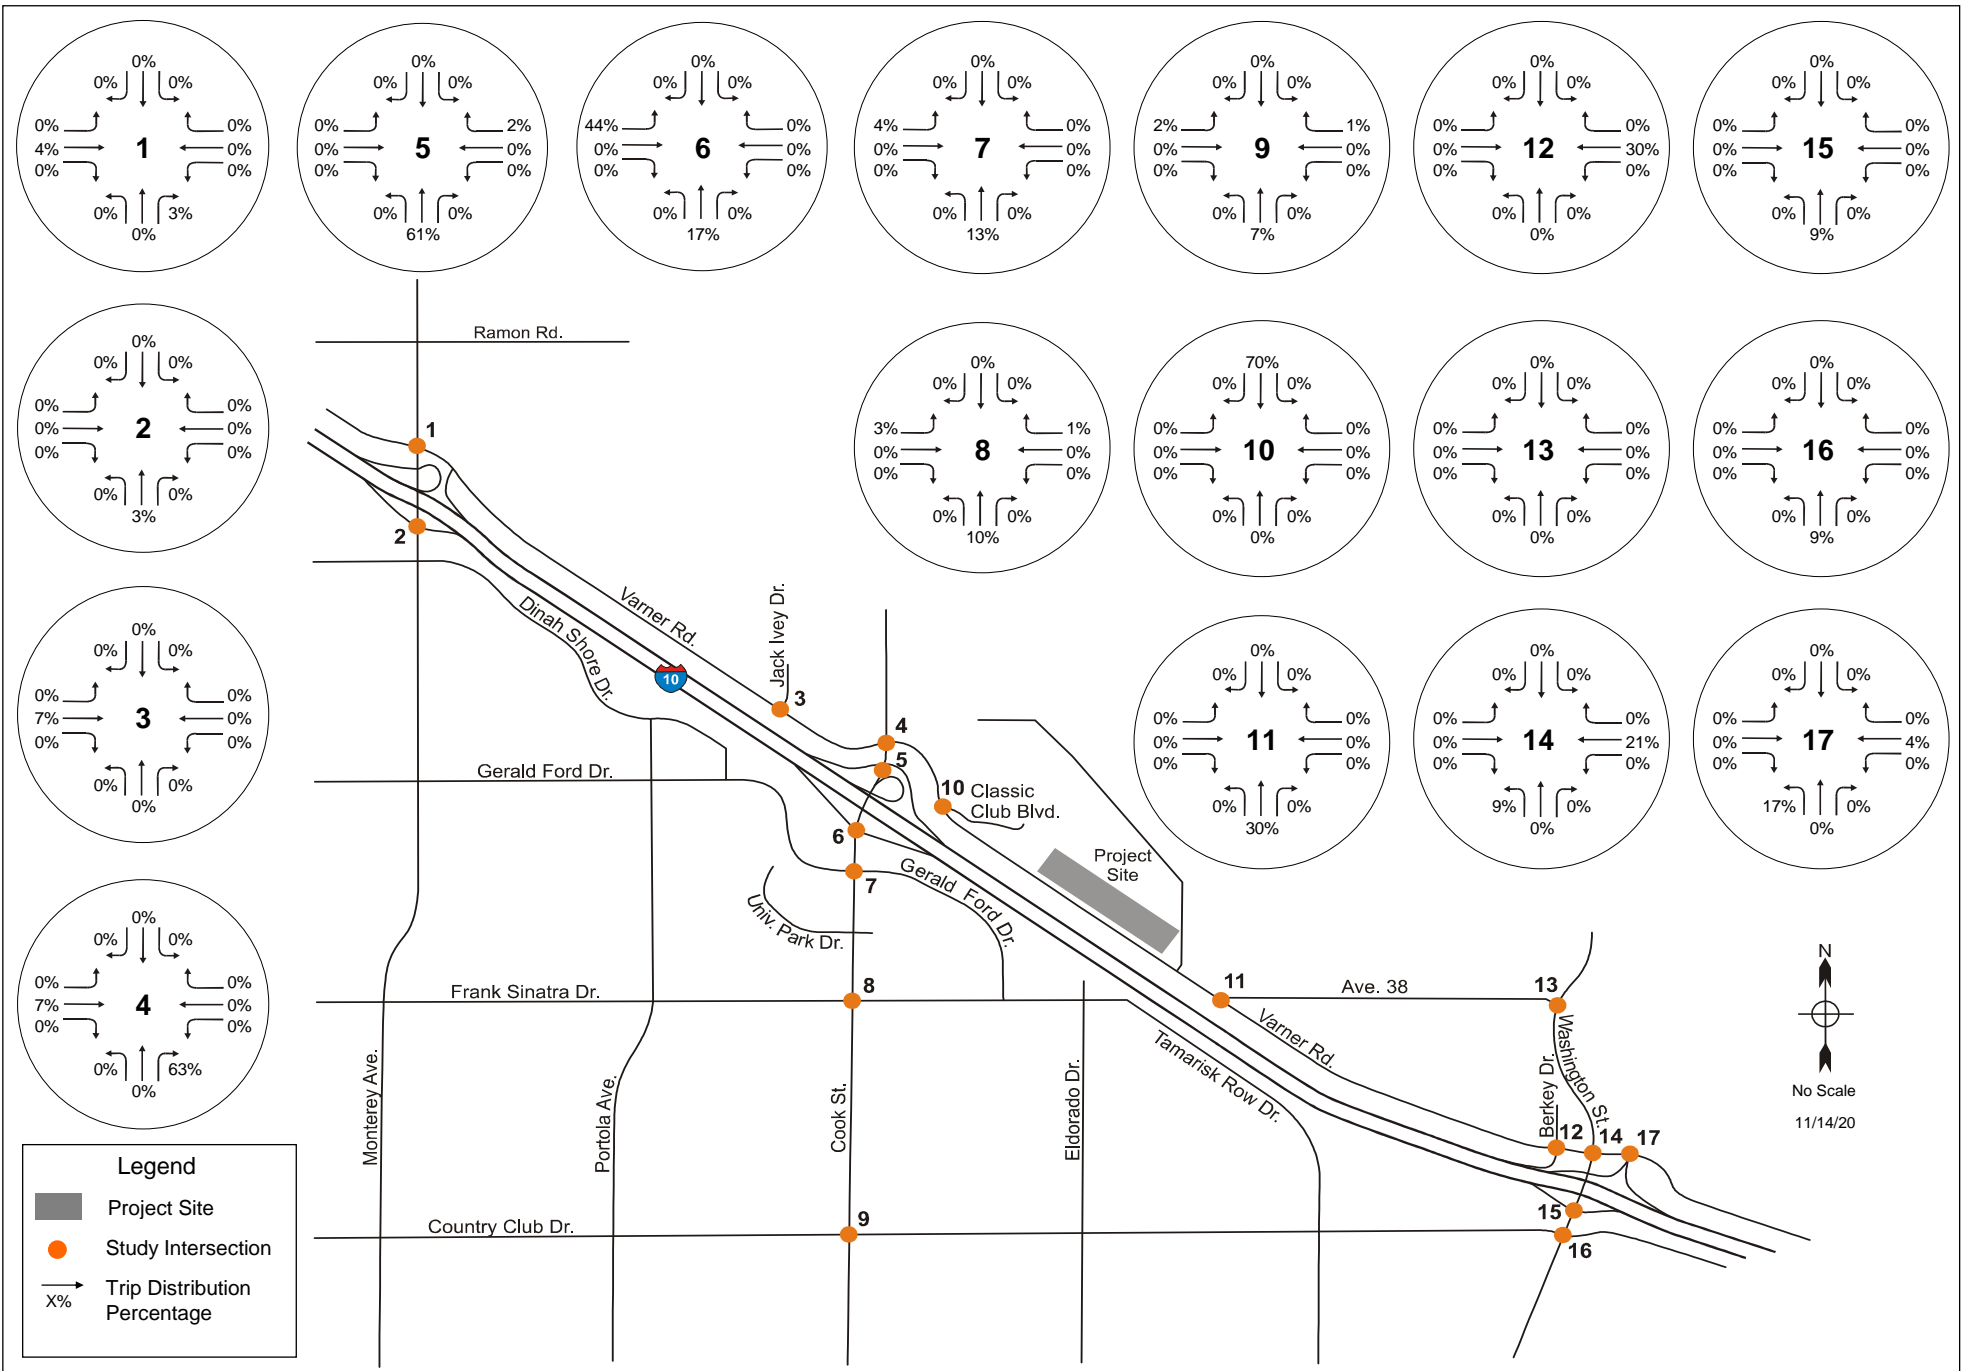 0%
0% 0%
0% 0%
4% 1 0%
0% 0%
0% 3%
0%
0%
0% 0%
0% 2%
0% 5 0%
0% 0%
0% 0%
61%
0%
0% 0%
44% 0%
0% 6 0%
0% 0%
0% 0%
17%
0%
0% 0%
4% 0%
0% 7 0%
0% 0%
0% 0%
13%
0%
0% 0%
2% 1%
0% 9 0%
0% 0%
0% 0%
7%
0%
0% 0%
0% 0%
0% 12 30%
0% 0%
0% 0%
0%
0%
0% 0%
0% 0%
0% 15 0%
0% 0%
0% 0%
9%
0%
0% 0%
0% 0%
0% 2 0%
0% 0%
0% 0%
3%
0%
0% 0%
3% 1%
0% 8 0%
0% 0%
0% 0%
10%
70%
0% 0%
0% 0%
0% 10 0%
0% 0%
0% 0%
0%
0%
0% 0%
0% 0%
0% 13 0%
0% 0%
0% 0%
0%
0%
0% 0%
0% 0%
0% 16 0%
0% 0%
0% 0%
9%
0%
0% 0%
0% 0%
7% 3 0%
0% 0%
0% 0%
0%
0%
0% 0%
0% 0%
0% 11 0%
0% 0%
0% 0%
30%
0%
0% 0%
0% 0%
0% 14 21%
0% 0%
9% 0%
0%
0%
0% 0%
0% 0%
0% 17 4%
0% 0%
17% 0%
0%
0%
0% 0%
0% 0%
7% 4 0%
0% 0%
0% 63%
0%
Ramon Rd.
1
2
Varner Rd.
Dinah Shore Dr.
10
Jack Ivey Dr.
3
4
5
Gerald Ford Dr.
10 Classic
Club Blvd.
6
7
Gerald Ford Dr.
Project
Site
Univ. Park Dr.
Frank Sinatra Dr.
8
11
Ave. 38
13
Varner Rd.
Washington St.
Tamarisk Row Dr.
Monterey Ave.
Portola Ave.
Cook St.
Eldorado Dr.
Berkey Dr.
12
14
17
15
16
Country Club Dr.
9
N
No Scale
11/14/20
Legend
Project Site
Study Intersection
X%
Trip Distribution
Percentage